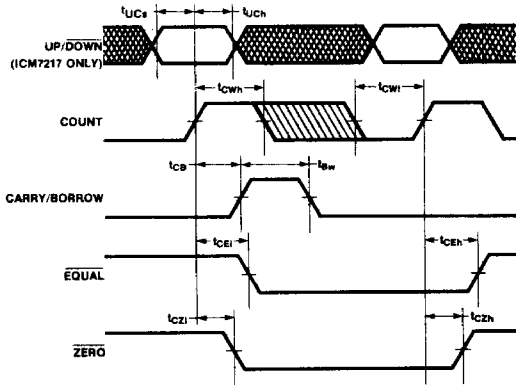 tUCs tUCh
UP/DOWN
(ICM7217 ONLY)
tCWh tCWl
COUNT
tCB tBw
CARRY/BORROW
tCEl tCEh
EQUAL
tCZl tCZh
ZERO